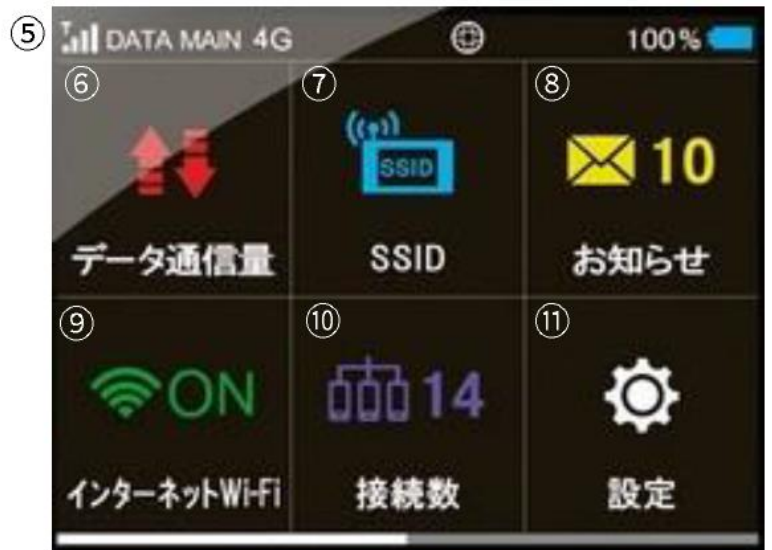 ⑤ DATA MAIN 4G 100%
⑥ ⑦ ⑧
SSID 10
データ通信量 SSID お知らせ
⑨ ⑩ ⑪
ON 14
インターネットWi-Fi 接続数 設定